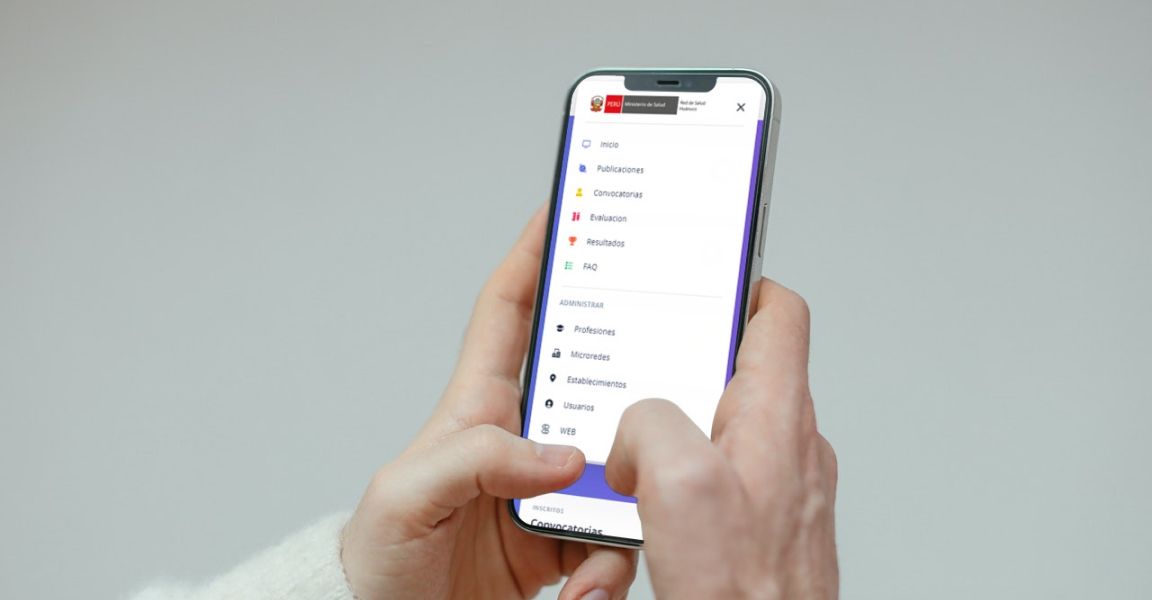 PERÚ
Ministerio de Salud
Red de Salud
Huánuco
Inicio
Publicaciones
Convocatorias
Evaluacion
Resultados
FAQ
ADMINISTRAR
Profesiones
Microredes
Establecimientos
Usuarios
WEB
INSCRITOS
Convocatorias